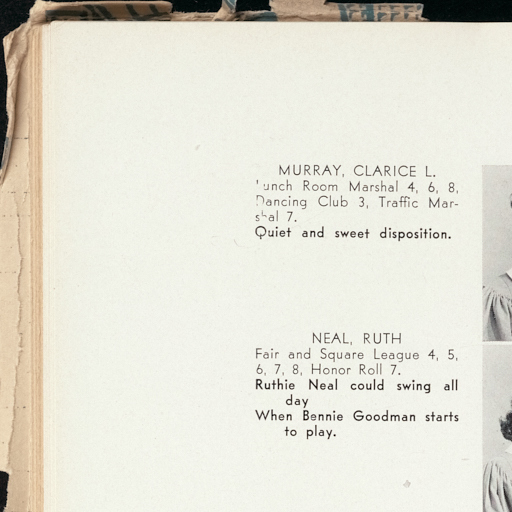 MURRAY, CLARICE L.
Lunch Room Marshal 4, 6, 8,
Dancing Club 3, Traffic Mar-
shal 7.
Quiet and sweet disposition.
NEAL, RUTH
Fair and Square League 4, 5,
6, 7, 8, Honor Roll 7.
Ruthie Neal could swing all
day
When Bennie Goodman starts
to play.